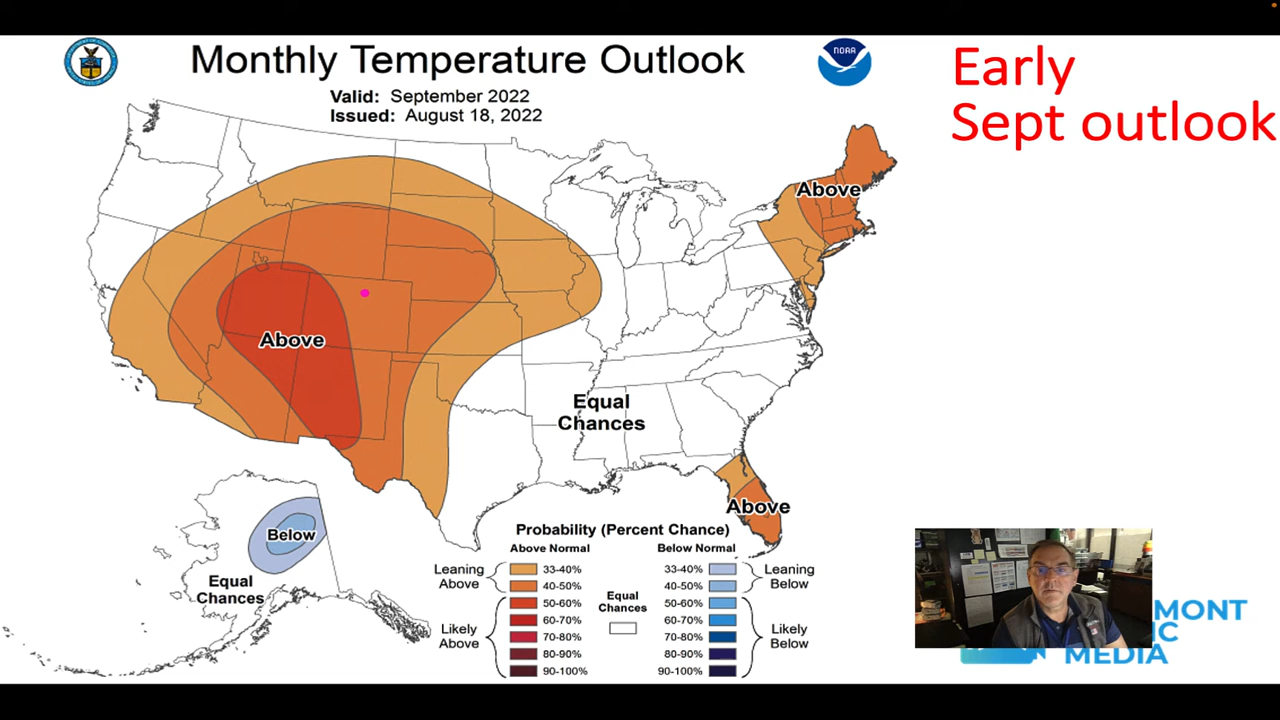 Monthly Temperature Outlook
NOAA
Valid: September 2022
Issued: August 18, 2022
Early
Sept outlook
Above
Above
Equal
Chances
Above
Below
Equal
Chances
Probability (Percent Chance)
Above Normal
Below Normal
Leaning
Above
33-40%
40-50%
50-60%
60-70%
70-80%
80-90%
90-100%
Likely
Above
Equal
Chances
33-40%
40-50%
50-60%
60-70%
70-80%
80-90%
90-100%
Leaning
Below
Likely
Below
MONT
IC
MEDIA